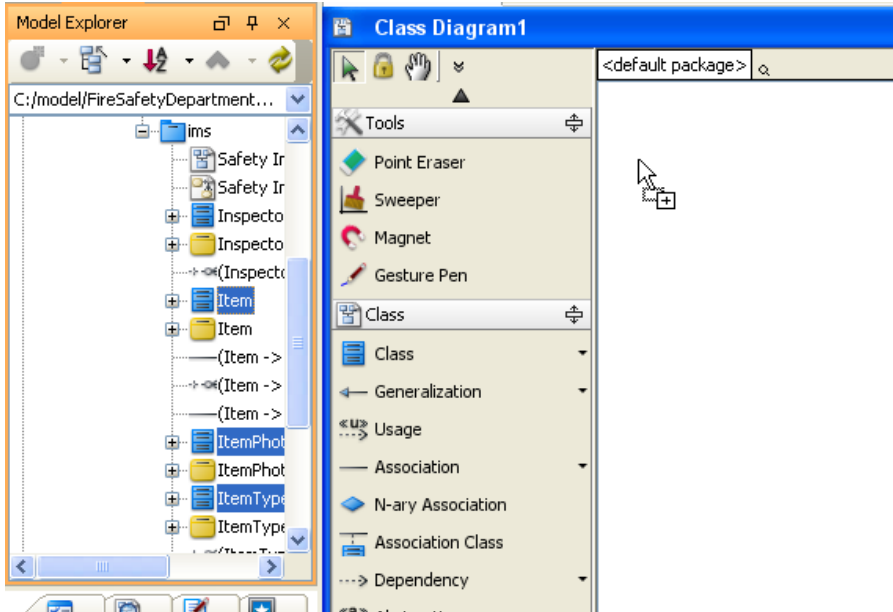 Model Explorer
C:/model/FireSafetyDepartment...
ims
Safety Ir
Safety Ir
Inspecto
Inspecto
(Inspecto
Item
Item
(Item ->
(Item ->
(Item ->
ItemPhot
ItemPhot
ItemType
ItemType
Class Diagram1
<default package>
Tools
Point Eraser
Sweeper
Magnet
Gesture Pen
Class
Class
Generalization
«U»
Usage
Association
N-ary Association
Association Class
Dependency